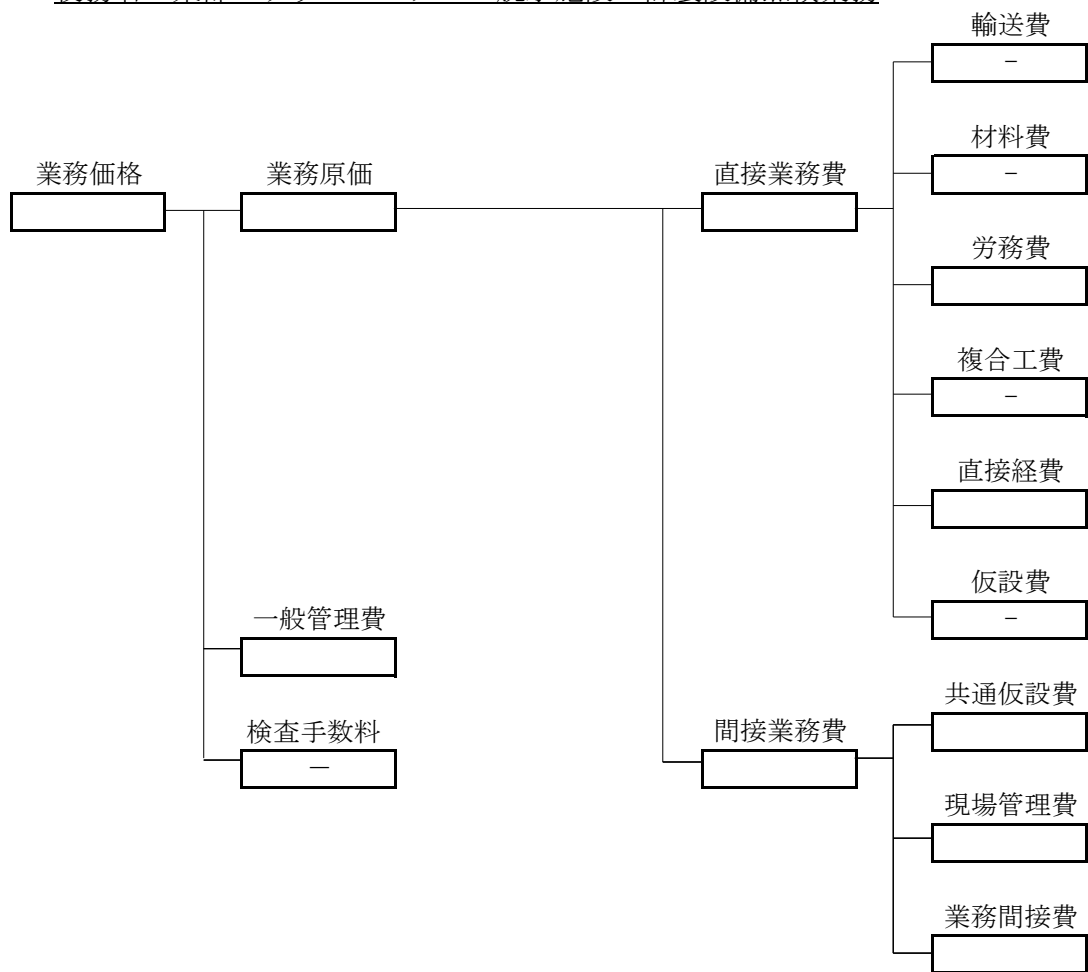 輸送費
－
材料費
－
業務価格
業務原価
直接業務費
労務費
複合工費
－
直接経費
仮設費
－
一般管理費
共通仮設費
検査手数料
－
間接業務費
現場管理費
業務間接費